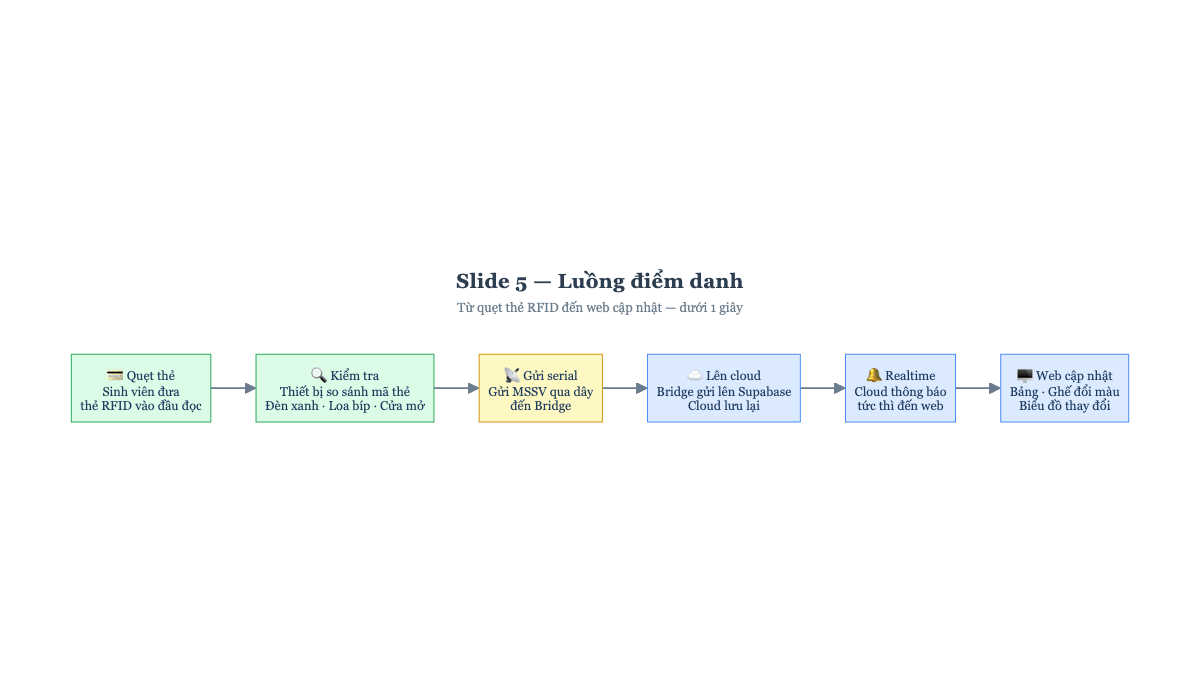 Slide 5 — Luồng điểm danh
Từ quẹt thẻ RFID đến web cập nhật — dưới 1 giây
💳 Quẹt thẻ
Sinh viên đưa
thẻ RFID vào đầu đọc
🔍 Kiểm tra
Thiết bị so sánh mã thẻ
Đèn xanh · Loa bíp · Cửa mở
📡 Gửi serial
Gửi MSSV qua dây
đến Bridge
☁️ Lên cloud
Bridge gửi lên Supabase
Cloud lưu lại
🔔 Realtime
Cloud thông báo
tức thì đến web
🖥️ Web cập nhật
Bảng · Ghế đổi màu
Biểu đồ thay đổi